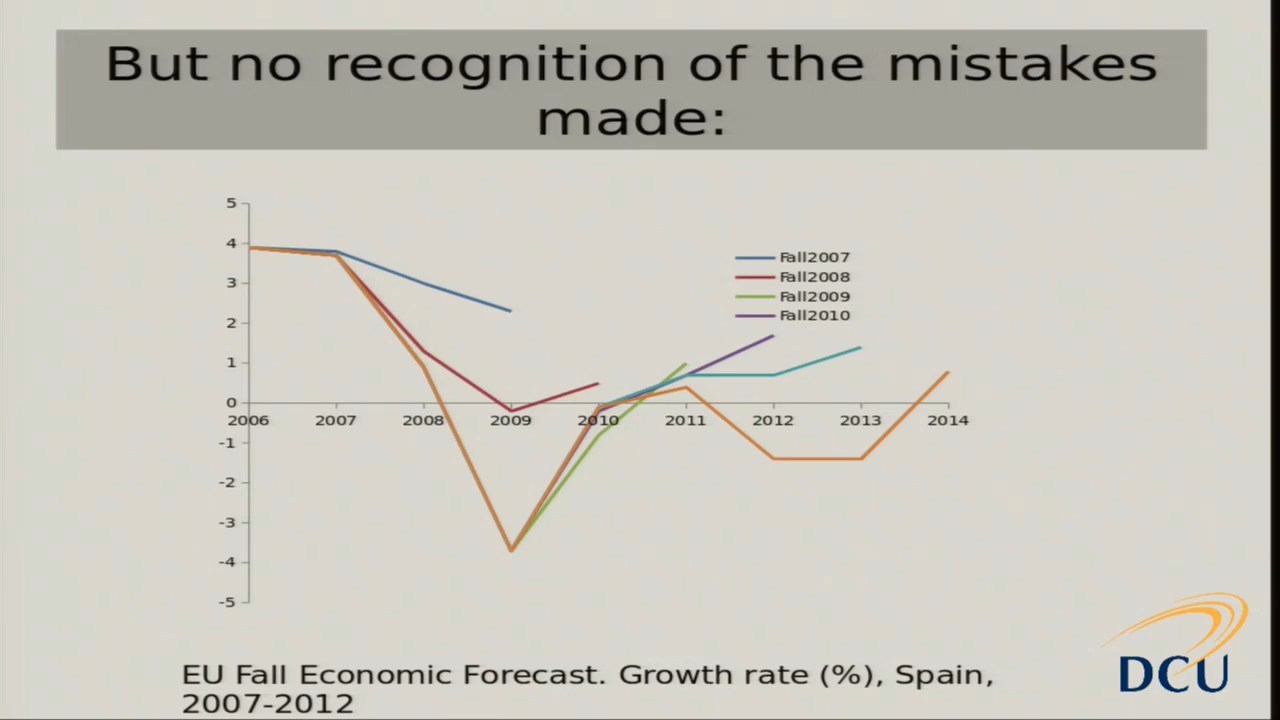 But no recognition of the mistakes
made:
5
4
3
2
1
0
-1
-2
-3
-4
-5
2006 2007 2008 2009 2010 2011 2012 2013 2014
Fall2007
Fall2008
Fall2009
Fall2010
EU Fall Economic Forecast. Growth rate (%), Spain,
2007-2012
DCU